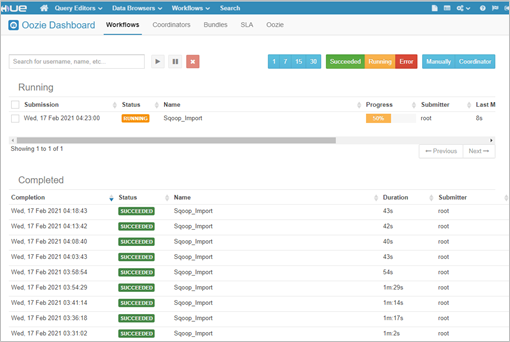 HUE Query Editors Data Browsers Workflows Search
Oozie Dashboard Workflows Coordinators Bundles SLA Oozie
Search for username, name, etc... 1 7 15 30 Succeeded Running Error Manually Coordinator
Running
Submission Status Name Progress Submitter Last M
Wed, 17 Feb 2021 04:23:00 RUNNING Sqoop_Import 50% root 8s
Showing 1 to 1 of 1
← Previous Next →
Completed
Completion Status Name Duration Submitter
Wed, 17 Feb 2021 04:18:43 SUCCEEDED Sqoop_Import 43s root
Wed, 17 Feb 2021 04:13:42 SUCCEEDED Sqoop_Import 42s root
Wed, 17 Feb 2021 04:08:40 SUCCEEDED Sqoop_Import 40s root
Wed, 17 Feb 2021 04:03:43 SUCCEEDED Sqoop_Import 43s root
Wed, 17 Feb 2021 03:58:54 SUCCEEDED Sqoop_Import 54s root
Wed, 17 Feb 2021 03:54:29 SUCCEEDED Sqoop_Import 1m:29s root
Wed, 17 Feb 2021 03:41:14 SUCCEEDED Sqoop_Import 1m:14s root
Wed, 17 Feb 2021 03:36:18 SUCCEEDED Sqoop_Import 1m:17s root
Wed, 17 Feb 2021 03:31:02 SUCCEEDED Sqoop_Import 1m:2s root